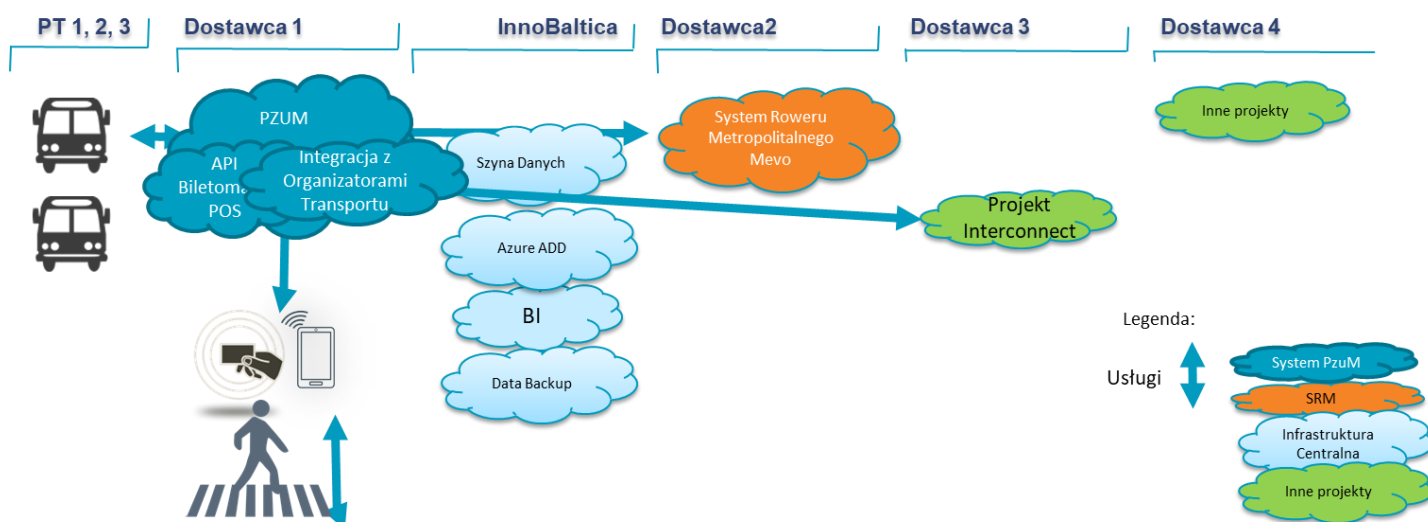 PT 1, 2, 3
Dostawca 1
InnoBaltica
Dostawca2
Dostawca 3
Dostawca 4
PZUM
API
POS
Integracja z
Organizatorami
Transportu
Szyna Danych
Azure ADD
BI
Data Backup
System Roweru
Metropolitalnego
Mevo
Projekt
Interconnect
Inne projekty
Legenda:
Usługi
System PzuM
SRM
Infrastruktura
Centralna
Inne projekty